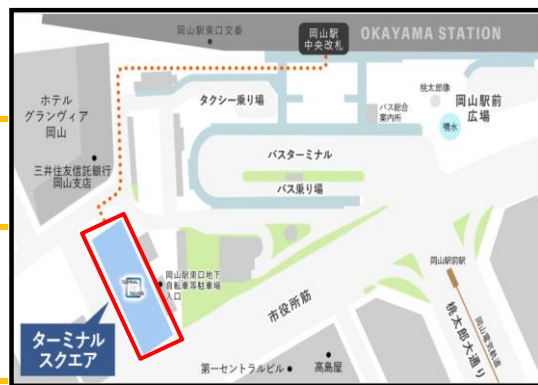 岡山駅東口交番
岡山駅
中央改札
OKAYAMA STATION
ホテル
グランヴィア
岡山
タクシー乗り場
桃太郎像
岡山駅前
広場
バス総合
案内所
噴水
三井住友信託銀行
岡山支店
バスターミナル
バス乗り場
岡山駅東口地下
自転車等駐車場
入口
岡山駅前駅
市役所筋
桃太郎大通り
岡山電気軌道
ターミナル
スクエア
第一セントラルビル
高島屋